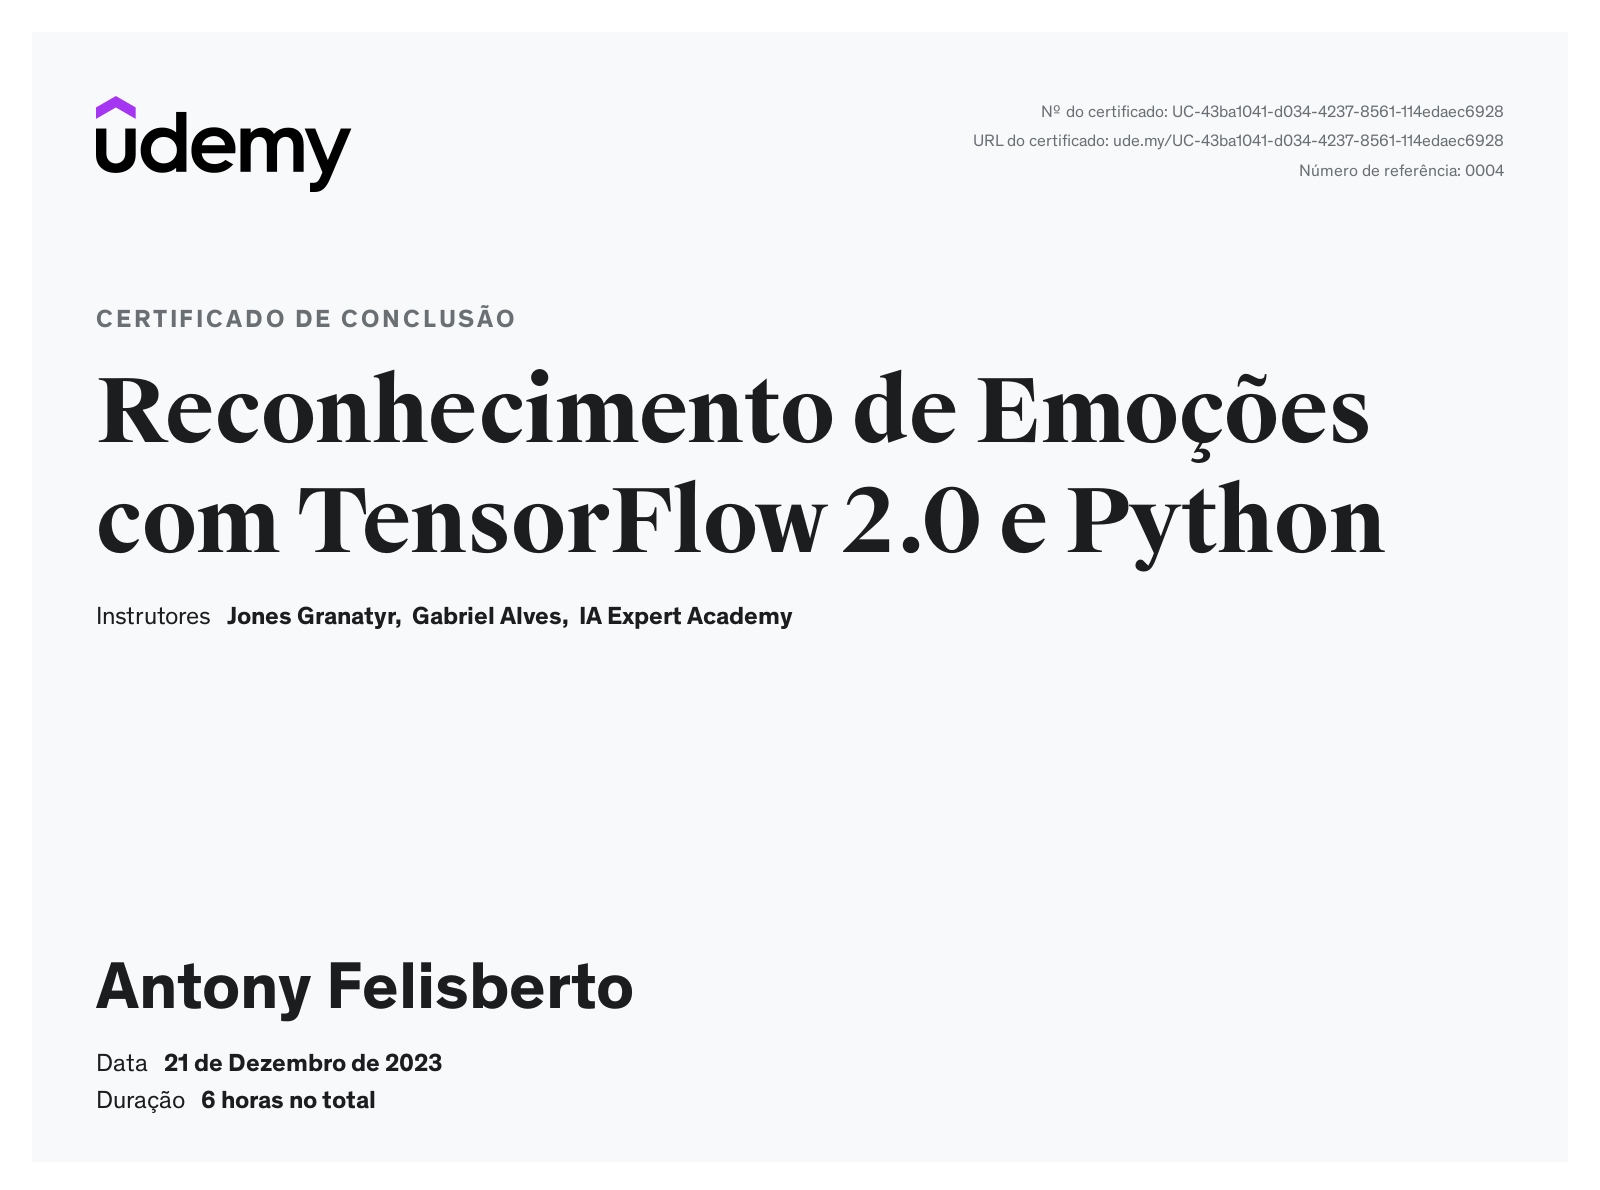 udemy
Nº do certificado: UC-43ba1041-d034-4237-8561-114edaec6928
URL do certificado: ude.my/UC-43ba1041-d034-4237-8561-114edaec6928
Número de referência: 0004
CERTIFICADO DE CONCLUSÃO
Reconhecimento de Emoções
com TensorFlow 2.0 e Python
Instrutores Jones Granatyr, Gabriel Alves, IA Expert Academy
Antony Felisberto
Data 21 de Dezembro de 2023
Duração 6 horas no total